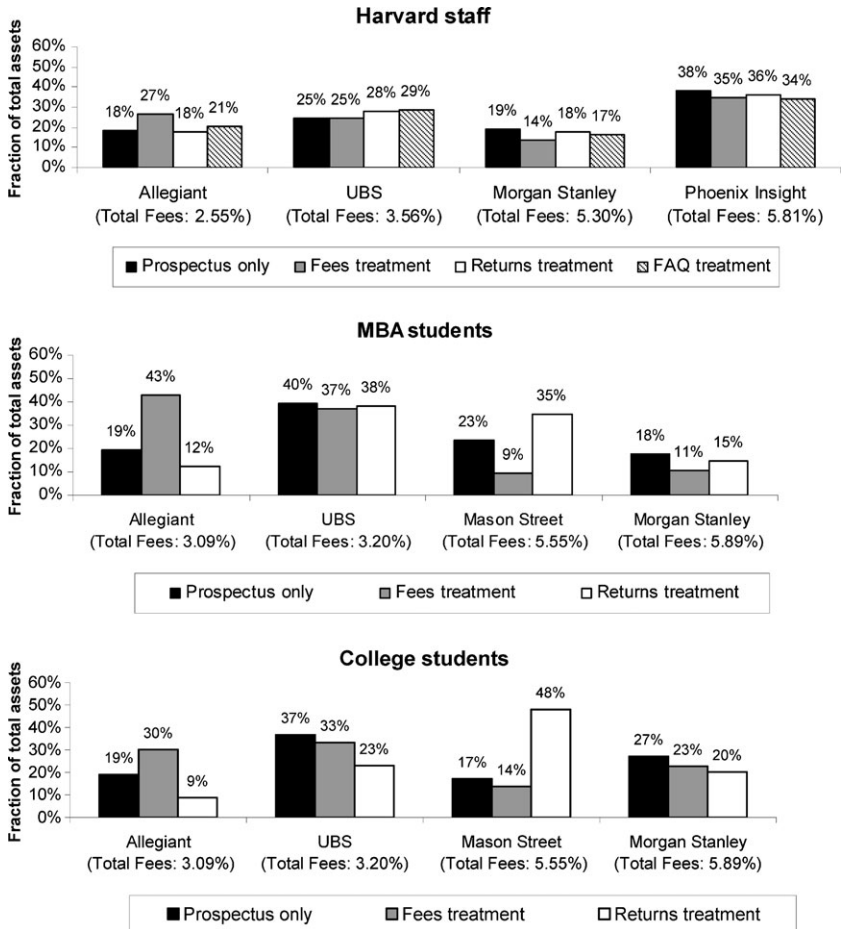 Harvard staff
Fraction of total assets
60%
50%
40%
30%
20%
10%
0%
18% 27% 18% 21% 25% 25% 28% 29% 19% 14% 18% 17% 38% 35% 36% 34%
Allegiant UBS Morgan Stanley Phoenix Insight
(Total Fees: 2.55%) (Total Fees: 3.56%) (Total Fees: 5.30%) (Total Fees: 5.81%)
Prospectus only Fees treatment Returns treatment FAQ treatment
MBA students
Fraction of total assets
60%
50%
40%
30%
20%
10%
0%
19% 43% 12% 40% 37% 38% 23% 9% 35% 18% 11% 15%
Allegiant UBS Mason Street Morgan Stanley
(Total Fees: 3.09%) (Total Fees: 3.20%) (Total Fees: 5.55%) (Total Fees: 5.89%)
Prospectus only Fees treatment Returns treatment
College students
Fraction of total assets
60%
50%
40%
30%
20%
10%
0%
19% 30% 9% 37% 33% 23% 17% 14% 48% 27% 23% 20%
Allegiant UBS Mason Street Morgan Stanley
(Total Fees: 3.09%) (Total Fees: 3.20%) (Total Fees: 5.55%) (Total Fees: 5.89%)
Prospectus only Fees treatment Returns treatment